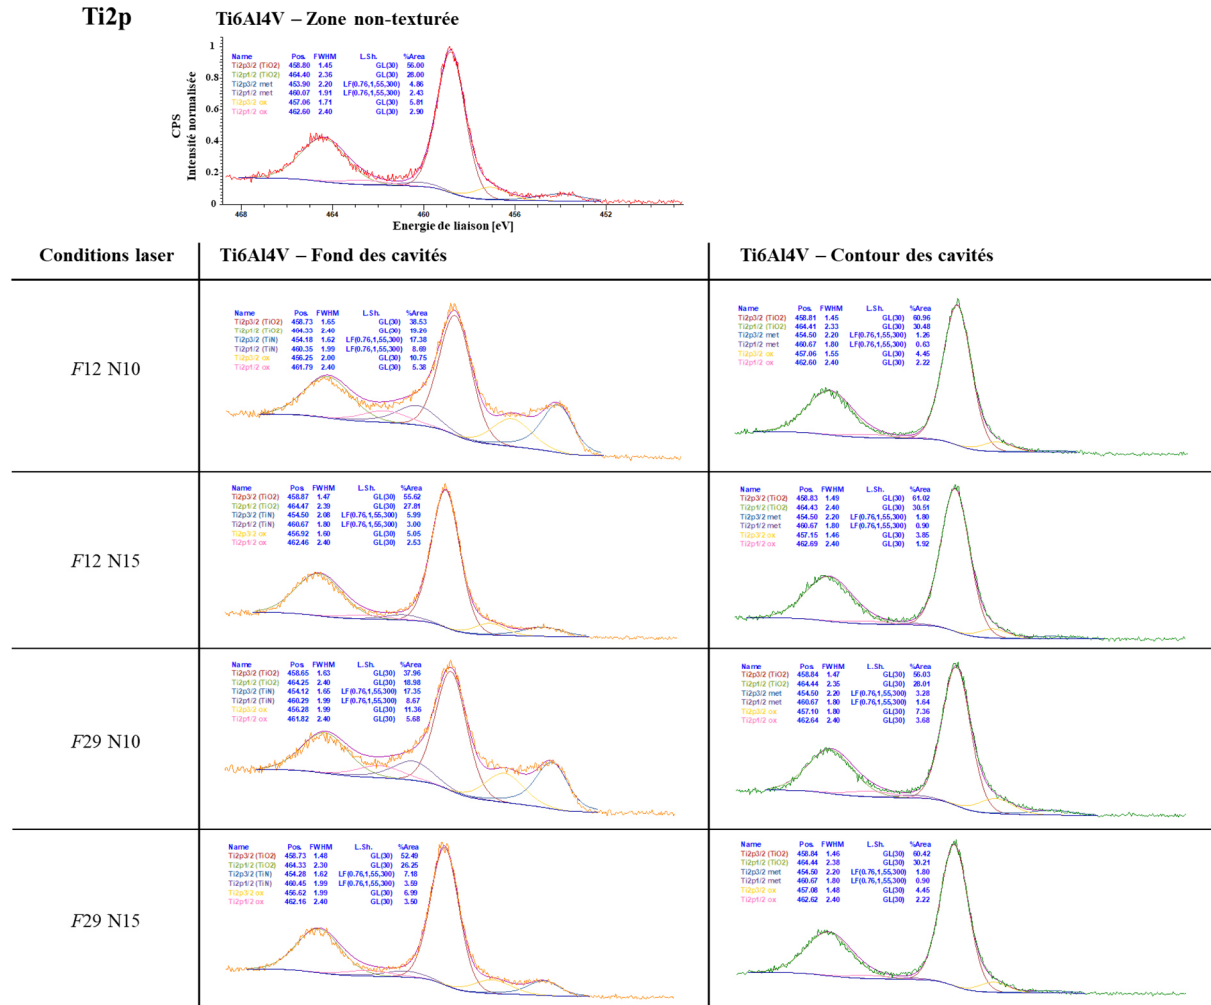 Ti2p
Ti6Al4V – Zone non-texturée
Name Pos. FWHM L.Sh. %Area
Ti2p3/2 (TiO2) 458.80 1.45 GL(30) 56.00
Ti2p1/2 (TiO2) 464.40 2.36 GL(30) 28.00
Ti2p3/2 met 453.90 2.20 LF(0.76,1,55,300) 4.86
Ti2p1/2 met 460.07 1.91 LF(0.76,1,55,300) 2.43
Ti2p3/2 ox 457.06 1.71 GL(30) 5.81
Ti2p1/2 ox 462.60 2.40 GL(30) 2.90
CPS
Intensité normalisée
1
0.8
0.6
0.4
0.2
0
468 464 460 456 452
Energie de liaison [eV]
Conditions laser
Ti6Al4V – Fond des cavités
Ti6Al4V – Contour des cavités
F12 N10
Name Pos. FWHM L.Sh. %Area
Ti2p3/2 (TiO2) 458.73 1.65 GL(30) 38.53
Ti2p1/2 (TiO2) 464.33 2.40 GL(30) 19.26
Ti2p3/2 (TiN) 454.18 1.62 LF(0.76,1,55,300) 17.38
Ti2p1/2 (TiN) 460.35 1.99 LF(0.76,1,55,300) 8.69
Ti2p3/2 ox 456.25 2.00 GL(30) 10.75
Ti2p1/2 ox 461.79 2.40 GL(30) 5.38
Name Pos. FWHM L.Sh. %Area
Ti2p3/2 (TiO2) 458.81 1.45 GL(30) 60.96
Ti2p1/2 (TiO2) 464.41 2.33 GL(30) 30.48
Ti2p3/2 met 454.50 2.20 LF(0.76,1,55,300) 1.26
Ti2p1/2 met 460.67 1.80 LF(0.76,1,55,300) 0.63
Ti2p3/2 ox 457.06 1.55 GL(30) 4.45
Ti2p1/2 ox 462.60 2.40 GL(30) 2.22
F12 N15
Name Pos. FWHM L.Sh. %Area
Ti2p3/2 (TiO2) 458.87 1.47 GL(30) 55.62
Ti2p1/2 (TiO2) 464.47 2.39 GL(30) 27.81
Ti2p3/2 (TiN) 454.50 2.08 LF(0.76,1,55,300) 5.99
Ti2p1/2 (TiN) 460.67 1.80 LF(0.76,1,55,300) 3.00
Ti2p3/2 ox 456.92 1.60 GL(30) 5.05
Ti2p1/2 ox 462.46 2.40 GL(30) 2.53
Name Pos. FWHM L.Sh. %Area
Ti2p3/2 (TiO2) 458.83 1.49 GL(30) 61.02
Ti2p1/2 (TiO2) 464.43 2.40 GL(30) 30.51
Ti2p3/2 met 454.50 2.20 LF(0.76,1,55,300) 1.80
Ti2p1/2 met 460.67 1.80 LF(0.76,1,55,300) 0.90
Ti2p3/2 ox 457.15 1.46 GL(30) 3.85
Ti2p1/2 ox 462.69 2.40 GL(30) 1.92
F29 N10
Name Pos. FWHM L.Sh. %Area
Ti2p3/2 (TiO2) 458.65 1.63 GL(30) 37.96
Ti2p1/2 (TiO2) 464.25 2.40 GL(30) 18.98
Ti2p3/2 (TiN) 454.12 1.65 LF(0.76,1,55,300) 17.35
Ti2p1/2 (TiN) 460.29 1.99 LF(0.76,1,55,300) 8.67
Ti2p3/2 ox 456.28 1.99 GL(30) 11.36
Ti2p1/2 ox 461.82 2.40 GL(30) 5.68
Name Pos. FWHM L.Sh. %Area
Ti2p3/2 (TiO2) 458.84 1.47 GL(30) 56.03
Ti2p1/2 (TiO2) 464.44 2.35 GL(30) 28.01
Ti2p3/2 met 454.50 2.20 LF(0.76,1,55,300) 3.28
Ti2p1/2 met 460.67 1.80 LF(0.76,1,55,300) 1.64
Ti2p3/2 ox 457.10 1.80 GL(30) 7.36
Ti2p1/2 ox 462.64 2.40 GL(30) 3.68
F29 N15
Name Pos. FWHM L.Sh. %Area
Ti2p3/2 (TiO2) 458.73 1.48 GL(30) 52.49
Ti2p1/2 (TiO2) 464.33 2.30 GL(30) 26.25
Ti2p3/2 (TiN) 454.28 1.62 LF(0.76,1,55,300) 7.18
Ti2p1/2 (TiN) 460.45 1.99 LF(0.76,1,55,300) 3.59
Ti2p3/2 ox 456.62 1.99 GL(30) 6.99
Ti2p1/2 ox 462.16 2.40 GL(30) 3.50
Name Pos. FWHM L.Sh. %Area
Ti2p3/2 (TiO2) 458.84 1.46 GL(30) 60.42
Ti2p1/2 (TiO2) 464.44 2.38 GL(30) 30.21
Ti2p3/2 met 454.50 2.20 LF(0.76,1,55,300) 1.80
Ti2p1/2 met 460.67 1.80 LF(0.76,1,55,300) 0.90
Ti2p3/2 ox 457.08 1.48 GL(30) 4.45
Ti2p1/2 ox 462.62 2.40 GL(30) 2.22